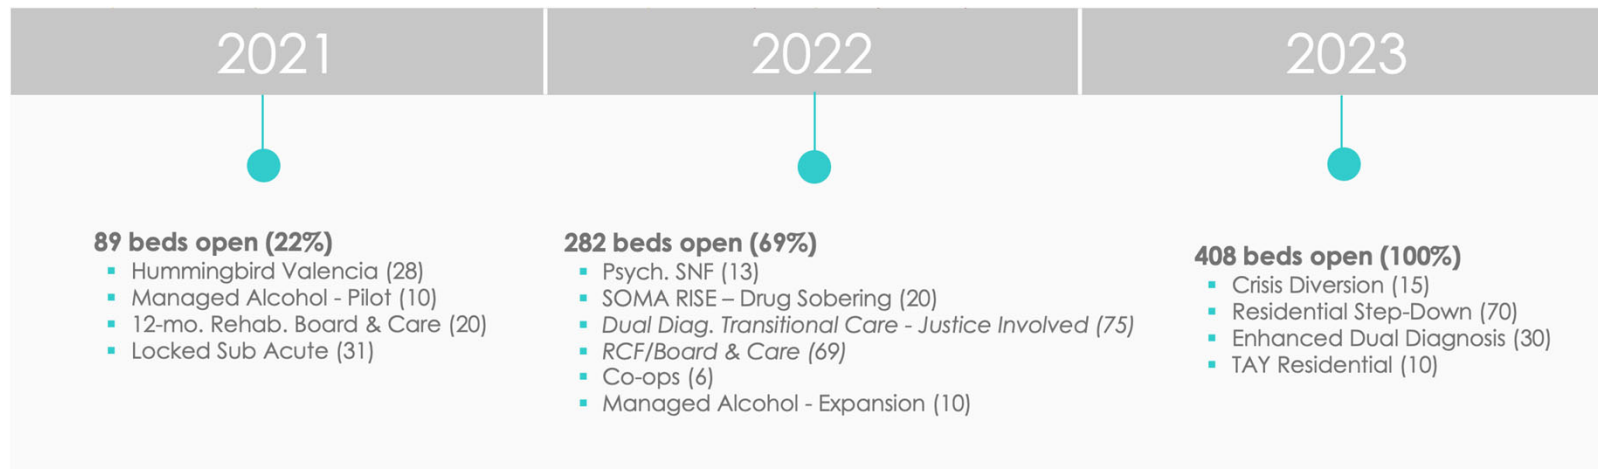 2021
2022
2023
89 beds open (22%)
▪ Hummingbird Valencia (28)
▪ Managed Alcohol - Pilot (10)
▪ 12-mo. Rehab. Board & Care (20)
▪ Locked Sub Acute (31)
282 beds open (69%)
▪ Psych. SNF (13)
▪ SOMA RISE – Drug Sobering (20)
▪ Dual Diag. Transitional Care - Justice Involved (75)
▪ RCF/Board & Care (69)
▪ Co-ops (6)
▪ Managed Alcohol - Expansion (10)
408 beds open (100%)
▪ Crisis Diversion (15)
▪ Residential Step-Down (70)
▪ Enhanced Dual Diagnosis (30)
▪ TAY Residential (10)